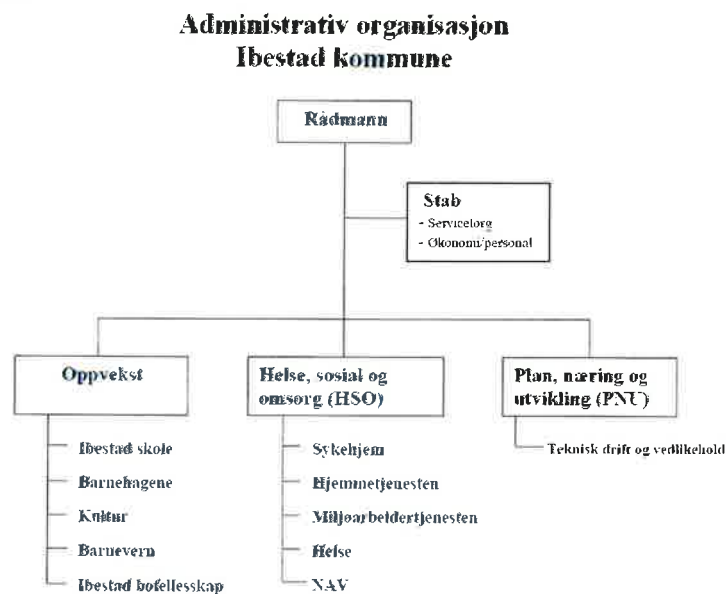 Administrativ organisasjon
Ibestad kommune
Rådmann
Stab
- Servicetorg
- Økonomi/personal
Oppvekst
Helse, sosial og
omsorg (HSO)
Plan, næring og
utvikling (PNU)
Ibestad skole
Barnehagene
Kultur
Barnevern
Ibestad bofellesskap
Sykehjem
Hjemmetjenesten
Miljøarbeidertjenesten
Helse
NAV
Teknisk drift og vedlikehold